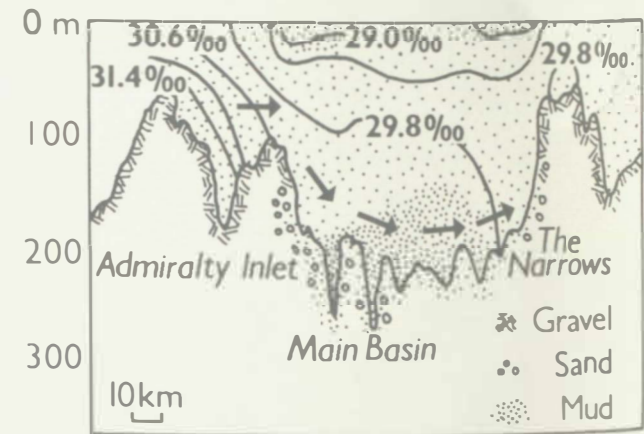 0 m
30.6‰
29.0‰
29.8‰
31.4‰
100
29.8‰
200
Admiralty Inlet
The
Narrows
Gravel
Main Basin
Sand
300
10km
Mud